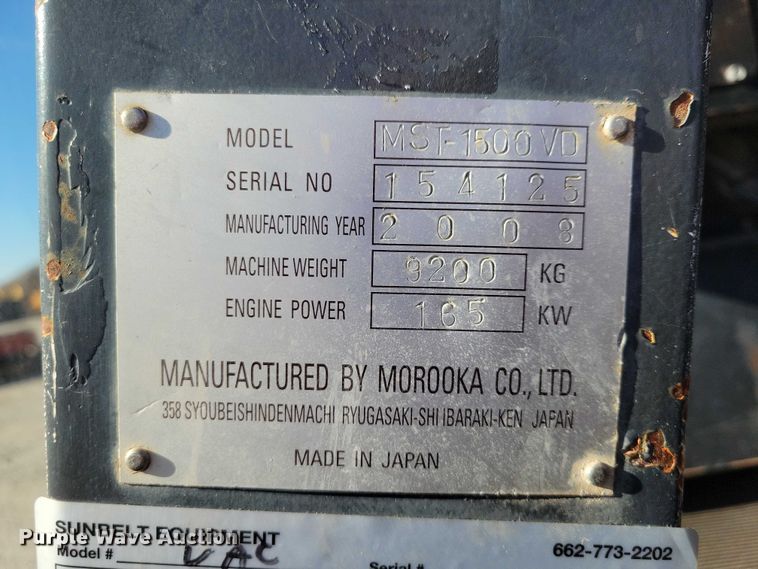 MODEL MST-1500VD
SERIAL NO 154125
MANUFACTURING YEAR 2008
MACHINE WEIGHT 9200 KG
ENGINE POWER 165 KW
MANUFACTURED BY MOROOKA CO., LTD.
358 SYOUBEISHINDENMACHI RYUGASAKI-SHI IBARAKI-KEN JAPAN
MADE IN JAPAN
SUNBELT EQUIPMENT 662-773-2202
Purple Wave Auction
Model # Serial #